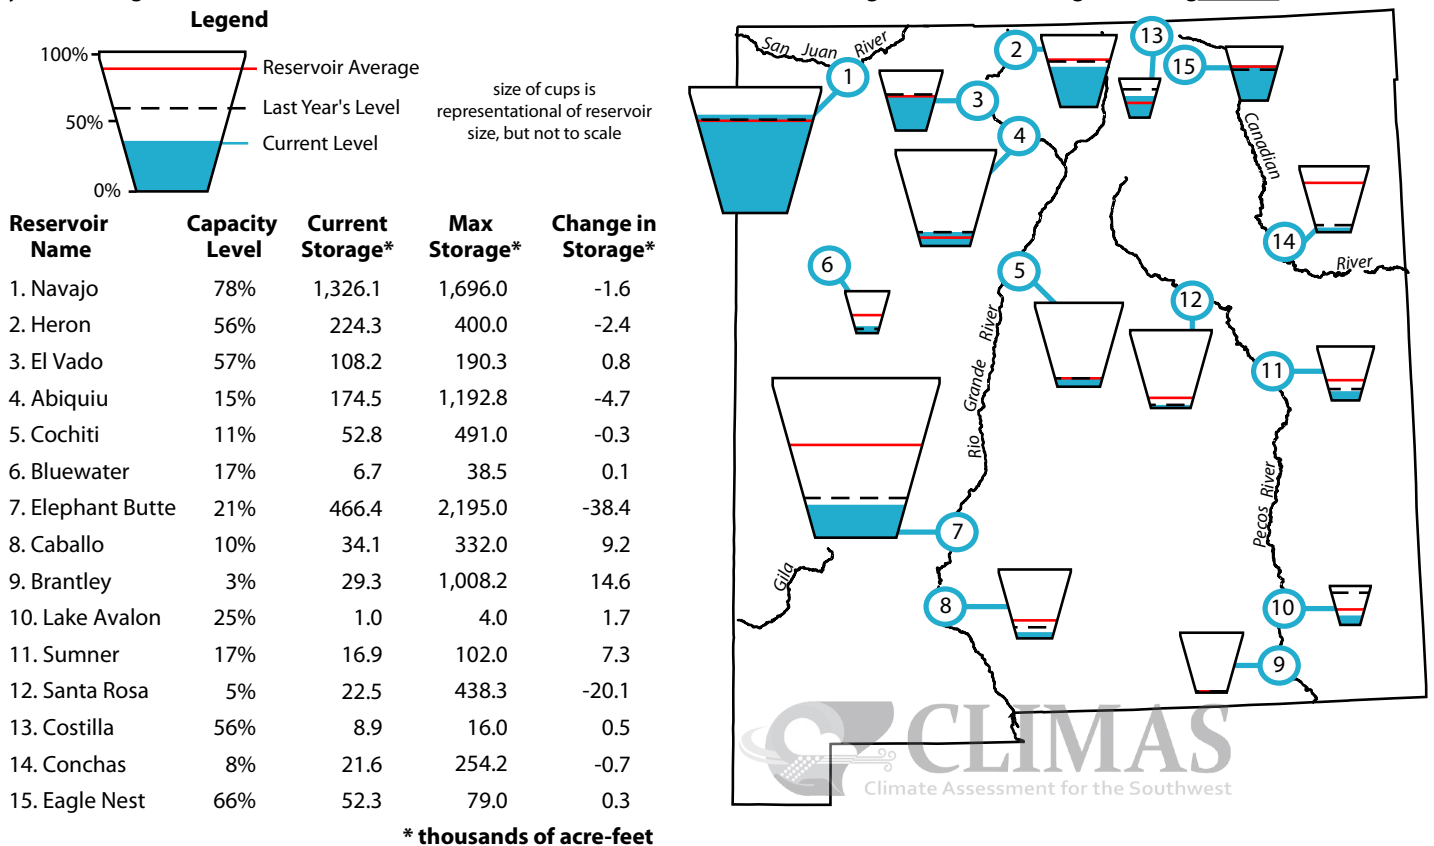 Legend
100%
Reservoir Average
Last Year's Level
50%
Current Level
0%
size of cups is
representational of reservoir
size, but not to scale
Reservoir Name Capacity Level Current Storage* Max Storage* Change in Storage*
1. Navajo 78% 1,326.1 1,696.0 -1.6
2. Heron 56% 224.3 400.0 -2.4
3. El Vado 57% 108.2 190.3 0.8
4. Abiquiu 15% 174.5 1,192.8 -4.7
5. Cochiti 11% 52.8 491.0 -0.3
6. Bluewater 17% 6.7 38.5 0.1
7. Elephant Butte 21% 466.4 2,195.0 -38.4
8. Caballo 10% 34.1 332.0 9.2
9. Brantley 3% 29.3 1,008.2 14.6
10. Lake Avalon 25% 1.0 4.0 1.7
11. Sumner 17% 16.9 102.0 7.3
12. Santa Rosa 5% 22.5 438.3 -20.1
13. Costilla 56% 8.9 16.0 0.5
14. Conchas 8% 21.6 254.2 -0.7
15. Eagle Nest 66% 52.3 79.0 0.3
* thousands of acre-feet
San Juan River
1
2
13
15
3
4
Canadian
River
14
6
5
12
Rio Grande River
11
Pecos River
7
Gila
8
10
9
CLIMAS
Climate Assessment for the Southwest